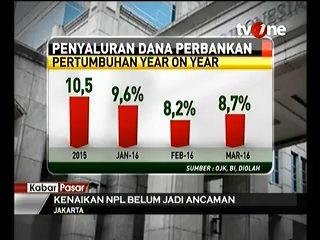 tvOne
PENYALURAN DANA PERBANKAN
PERTUMBUHAN YEAR ON YEAR
10,5 9,6% 8,2% 8,7%
2015 JAN-16 FEB-16 MAR-16
SUMBER : OJK, BI, DIOLAH
Kabar Pasar
KENAIKAN NPL BELUM JADI ANCAMAN
JAKARTA